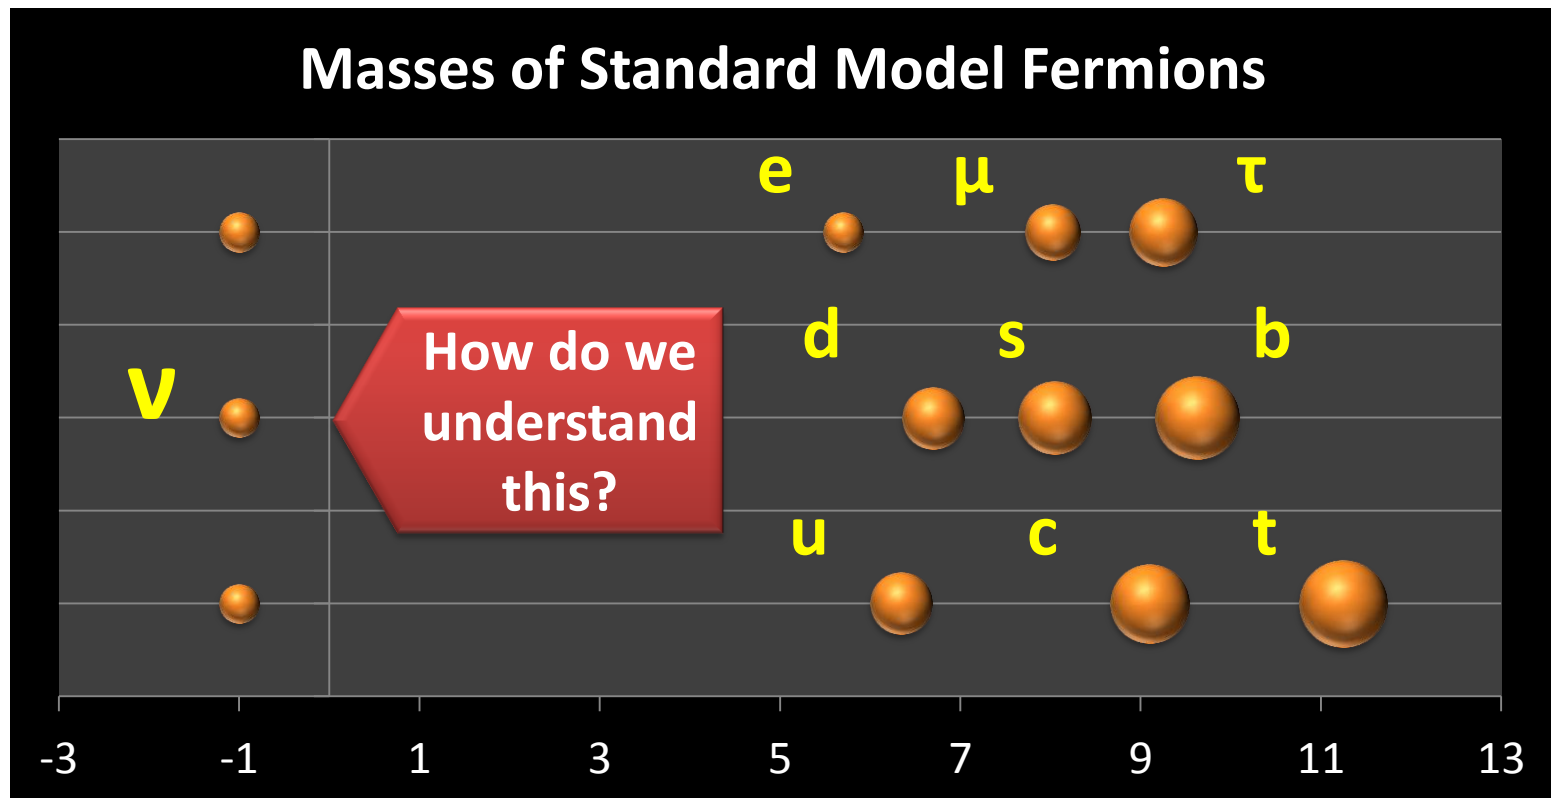 Masses of Standard Model Fermions
e μ τ
d s b
ν
How do we
understand
this?
u c t
-3 -1 1 3 5 7 9 11 13